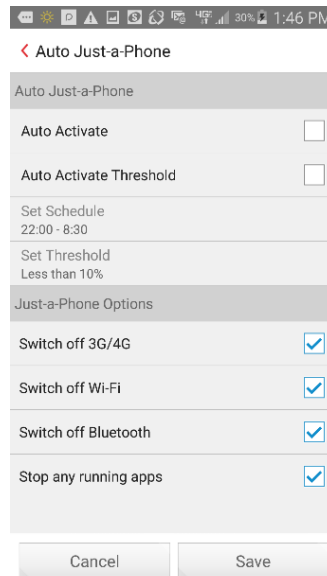 4G 30% 1:46 PM
Auto Just-a-Phone
Auto Just-a-Phone
Auto Activate
Auto Activate Threshold
Set Schedule
22:00 - 8:30
Set Threshold
Less than 10%
Just-a-Phone Options
Switch off 3G/4G
Switch off Wi-Fi
Switch off Bluetooth
Stop any running apps
Cancel
Save